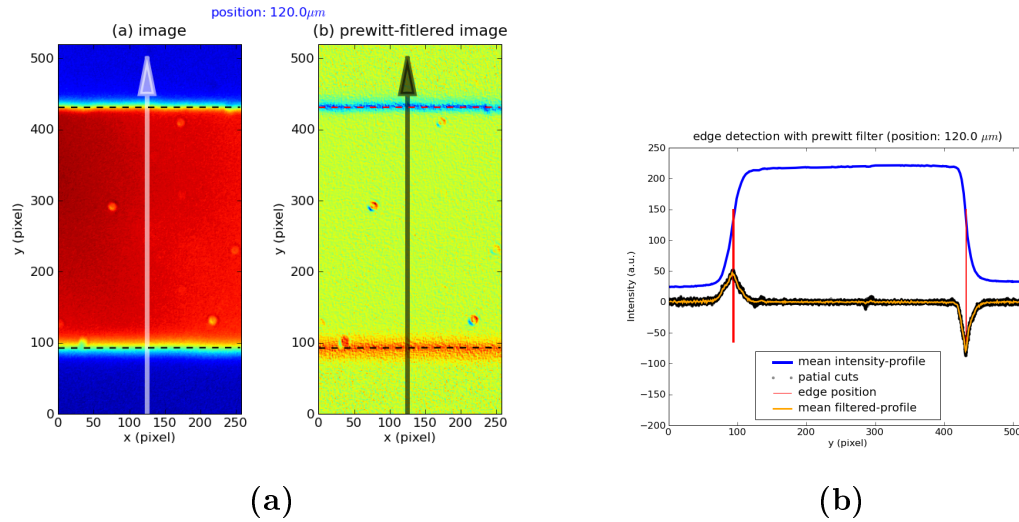 position: 120.0μm
(a) image
(b) prewitt-fitlered image
500
400
300
200
100
0
y (pixel)
0 50 100 150 200 250
x (pixel)
500
400
300
200
100
0
y (pixel)
0 50 100 150 200 250
x (pixel)
(a)
edge detection with prewitt filter (position: 120.0 μm)
250
200
150
100
50
0
−50
−100
−150
−200
Intensity (a.u.)
mean intensity-profile
patial cuts
edge position
mean filtered-profile
0 100 200 300 400 500
y (pixel)
(b)